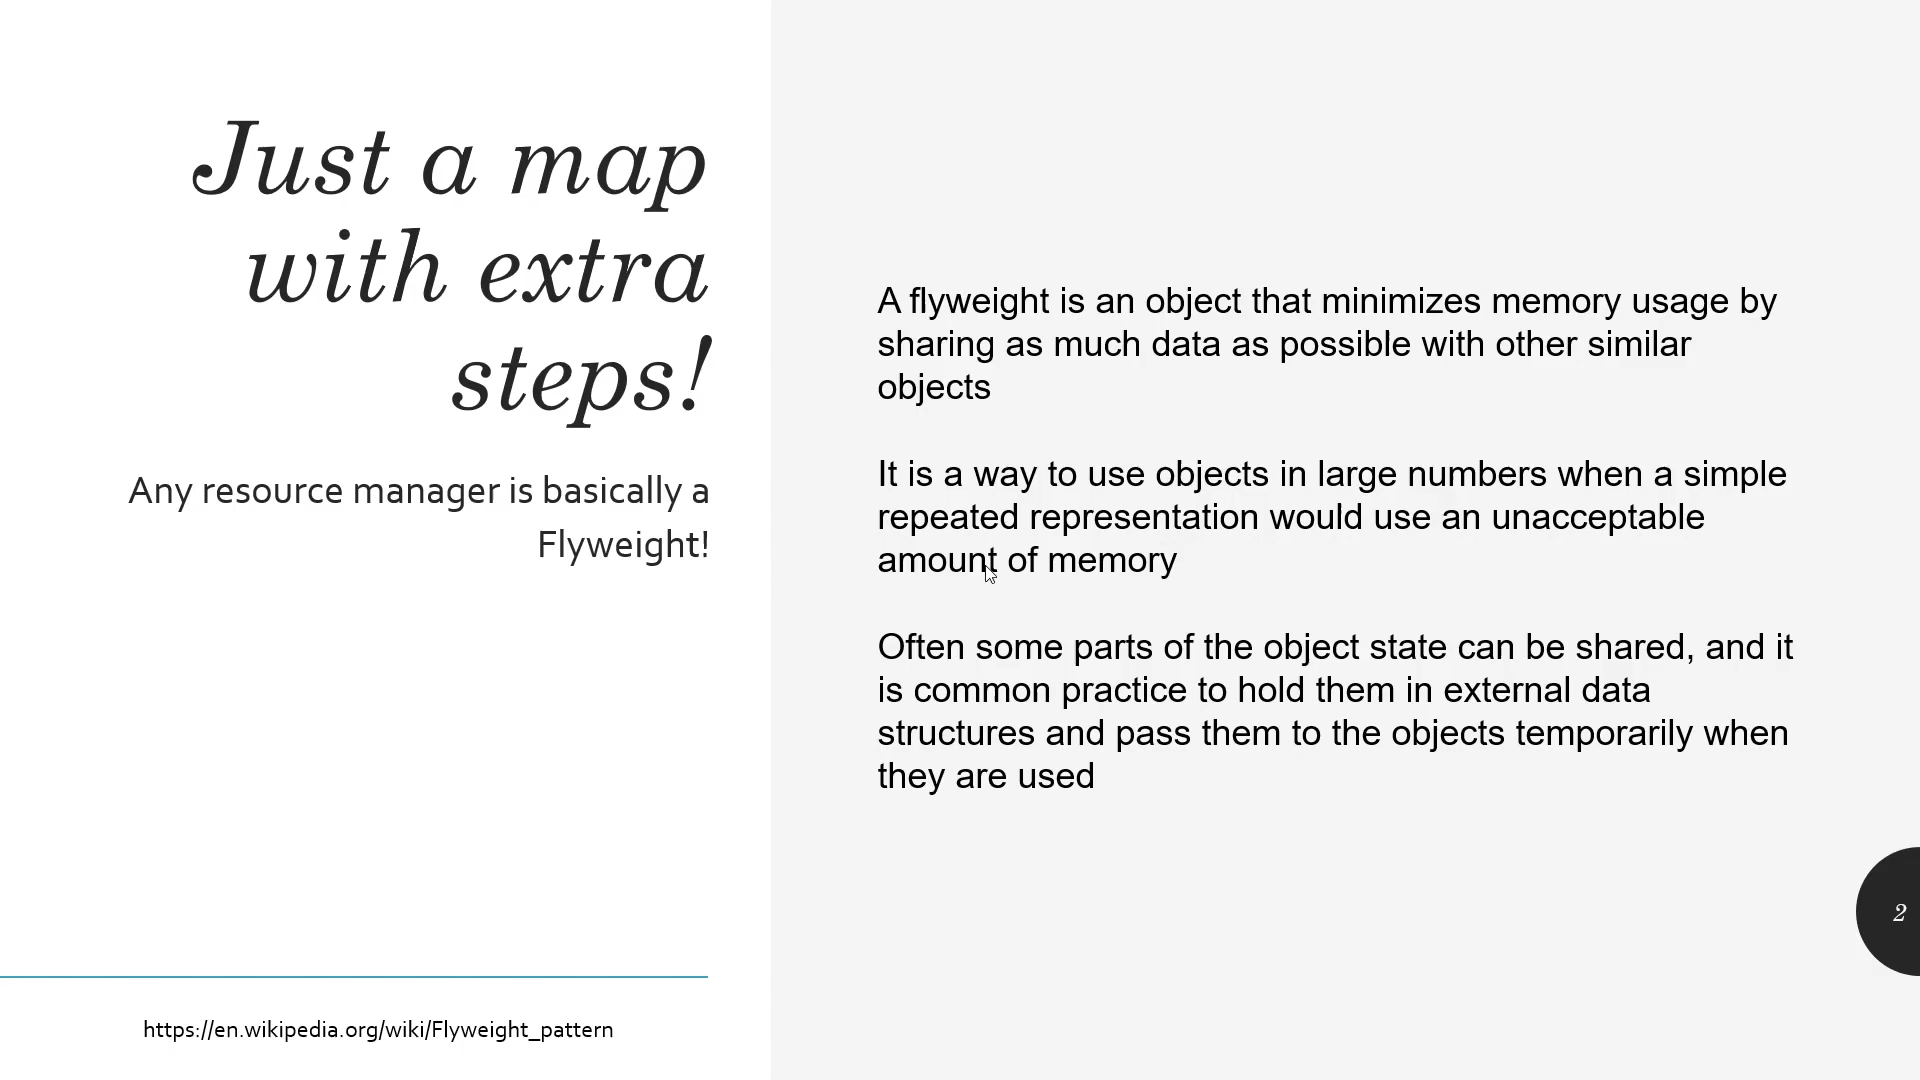 Just a map
with extra
steps!
Any resource manager is basically a
Flyweight!
https://en.wikipedia.org/wiki/Flyweight_pattern
A flyweight is an object that minimizes memory usage by
sharing as much data as possible with other similar
objects
It is a way to use objects in large numbers when a simple
repeated representation would use an unacceptable
amount of memory
Often some parts of the object state can be shared, and it
is common practice to hold them in external data
structures and pass them to the objects temporarily when
they are used
2